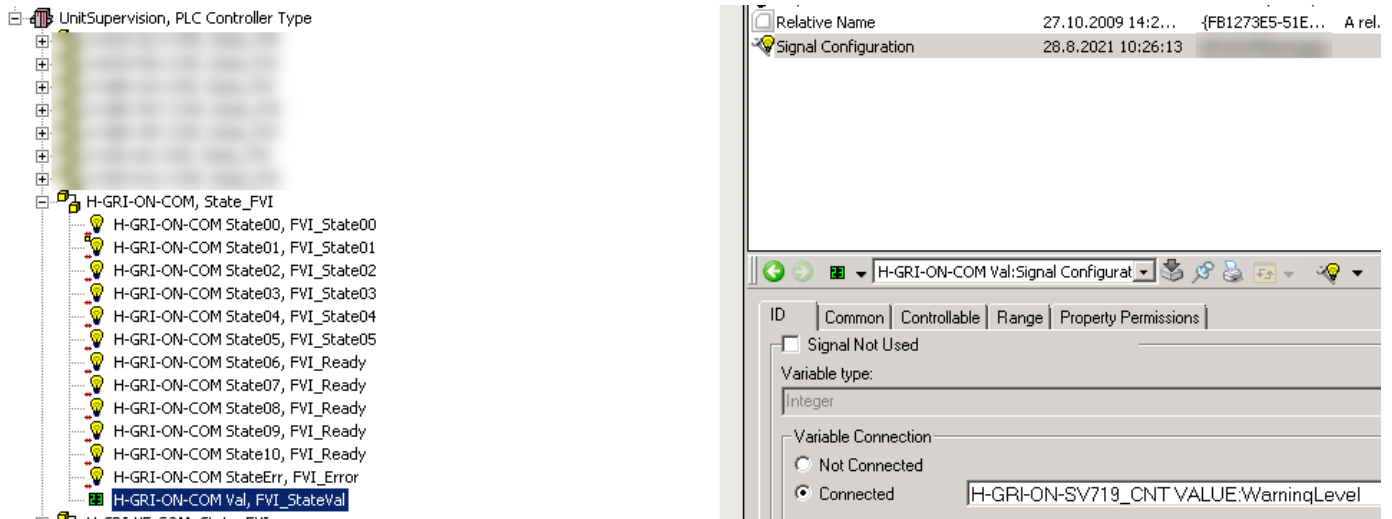 UnitSupervision, PLC Controller Type
H-GRI-ON-COM, State_FVI
H-GRI-ON-COM State00, FVI_State00
H-GRI-ON-COM State01, FVI_State01
H-GRI-ON-COM State02, FVI_State02
H-GRI-ON-COM State03, FVI_State03
H-GRI-ON-COM State04, FVI_State04
H-GRI-ON-COM State05, FVI_State05
H-GRI-ON-COM State06, FVI_Ready
H-GRI-ON-COM State07, FVI_Ready
H-GRI-ON-COM State08, FVI_Ready
H-GRI-ON-COM State09, FVI_Ready
H-GRI-ON-COM State10, FVI_Ready
H-GRI-ON-COM StateErr, FVI_Error
H-GRI-ON-COM Val, FVI_StateVal
Relative Name 27.10.2009 14:2... {FB1273E5-51E... A rel.
Signal Configuration 28.8.2021 10:26:13
H-GRI-ON-COM Val:Signal Configurat
ID Common Controllable Range Property Permissions
Signal Not Used
Variable type:
Integer
Variable Connection
Not Connected
Connected H-GRI-ON-SV719_CNT VALUE:WarningLevel